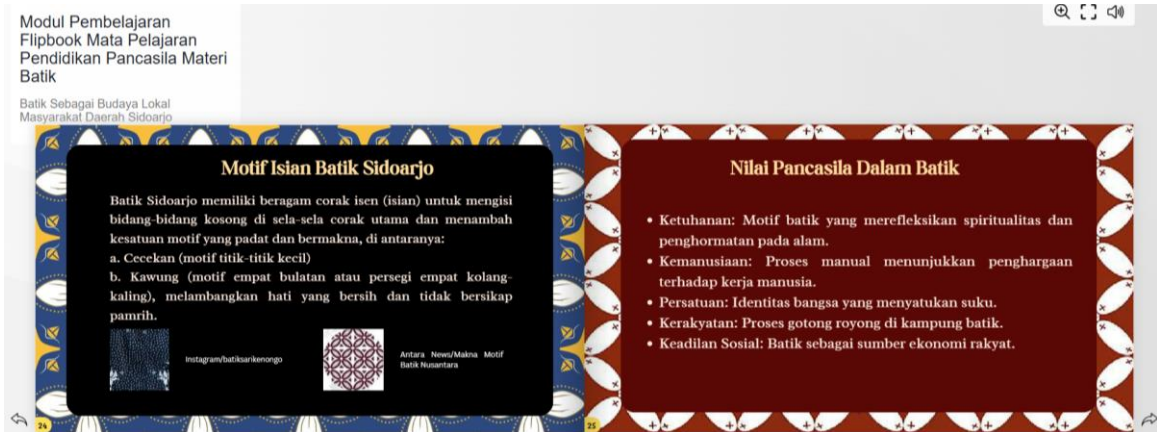 Modul Pembelajaran
Flipbook Mata Pelajaran
Pendidikan Pancasila Materi
Batik
Batik Sebagai Budaya Lokal
Masyarakat Daerah Sidoarjo
Motif Isian Batik Sidoarjo
Batik Sidoarjo memiliki beragam corak isen (isian) untuk mengisi
bidang-bidang kosong di sela-sela corak utama dan menambah
kesatuan motif yang padat dan bermakna, di antaranya:
a. Cecekan (motif titik-titik kecil)
b. Kawung (motif empat bulatan atau persegi empat kolang-
kaling), melambangkan hati yang bersih dan tidak bersikap
pamrih.
Instagram/batiksarikenongo
Antara News/Makna Motif
Batik Nusantara
24
Nilai Pancasila Dalam Batik
• Ketuhanan: Motif batik yang merefleksikan spiritualitas dan
penghormatan pada alam.
• Kemanusiaan: Proses manual menunjukkan penghargaan
terhadap kerja manusia.
• Persatuan: Identitas bangsa yang menyatukan suku.
• Kerakyatan: Proses gotong royong di kampung batik.
• Keadilan Sosial: Batik sebagai sumber ekonomi rakyat.
25